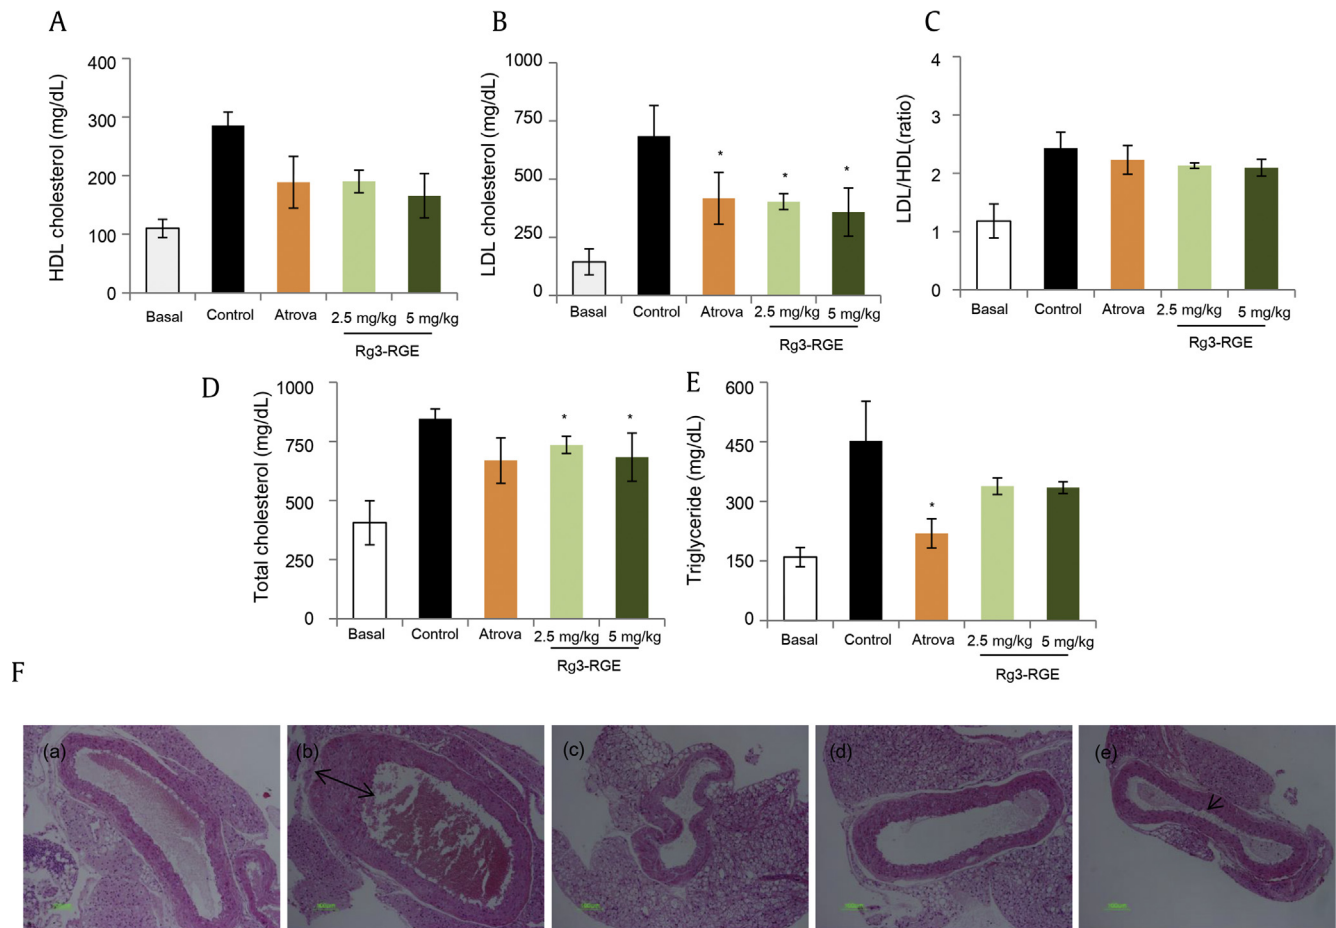 A
HDL cholesterol (mg/dL)
400
300
200
100
0
Basal
Control
Atrova
2.5 mg/kg
5 mg/kg
Rg3-RGE
B
LDL cholesterol (mg/dL)
1000
750
500
250
0
*
*
*
Basal
Control
Atrova
2.5 mg/kg
5 mg/kg
Rg3-RGE
C
LDL/HDL(ratio)
4
3
2
1
0
Basal
Control
Atrova
2.5 mg/kg
5 mg/kg
Rg3-RGE
D
Total cholesterol (mg/dL)
1000
750
500
250
0
*
*
Basal
Control
Atrova
2.5 mg/kg
5 mg/kg
Rg3-RGE
E
Triglyceride (mg/dL)
600
450
300
150
0
*
Basal
Control
Atrova
2.5 mg/kg
5 mg/kg
Rg3-RGE
F
(a)
(b)
(c)
(d)
(e)